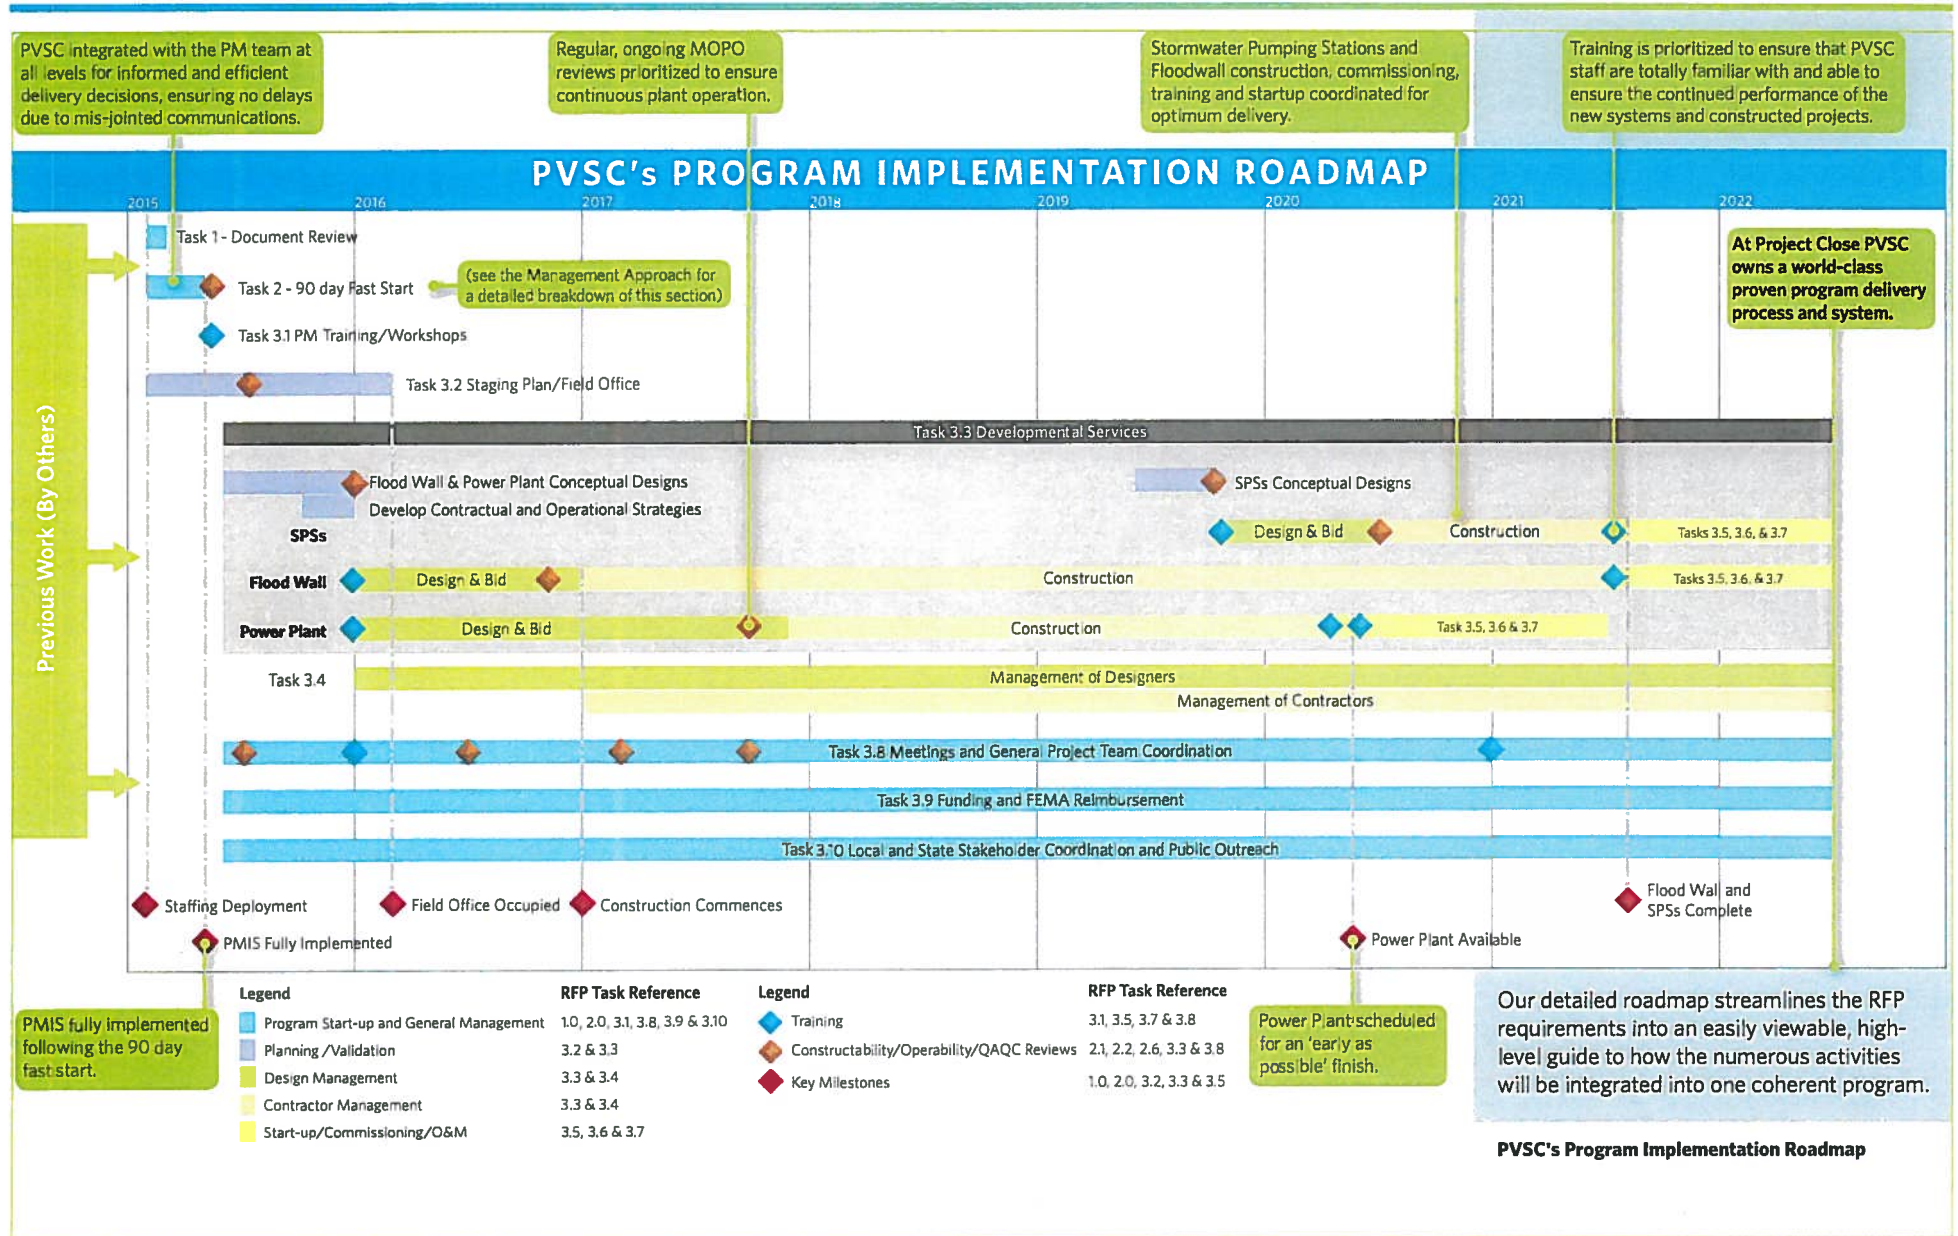 PVSC integrated with the PM team at
all levels for informed and efficient
delivery decisions, ensuring no delays
due to mis-jointed communications.
Regular, ongoing MOPO
reviews prioritized to ensure
continuous plant operation.
Stormwater Pumping Stations and
Floodwall construction, commissioning,
training and startup coordinated for
optimum delivery.
Training is prioritized to ensure that PVSC
staff are totally familiar with and able to
ensure the continued performance of the
new systems and constructed projects.
PVSC's PROGRAM IMPLEMENTATION ROADMAP
2015 2016 2017 2018 2019 2020 2021 2022
Previous Work (By Others)
Task 1 - Document Review
Task 2 - 90 day Fast Start
(see the Management Approach for
a detailed breakdown of this section)
At Project Close PVSC
owns a world-class
proven program delivery
process and system.
Task 3.1 PM Training/Workshops
Task 3.2 Staging Plan/Field Office
Task 3.3 Developmental Services
Flood Wall & Power Plant Conceptual Designs
SPSs Conceptual Designs
Develop Contractual and Operational Strategies
SPSs
Design & Bid
Construction
Tasks 3.5, 3.6, & 3.7
Flood Wall
Design & Bid
Construction
Tasks 3.5, 3.6, & 3.7
Power Plant
Design & Bid
Construction
Task 3.5, 3.6 & 3.7
Task 3.4
Management of Designers
Management of Contractors
Task 3.8 Meetings and General Project Team Coordination
Task 3.9 Funding and FEMA Reimbursement
Task 3.10 Local and State Stakeholder Coordination and Public Outreach
Staffing Deployment
Field Office Occupied
Construction Commences
Flood Wall and
SPSs Complete
PMIS Fully Implemented
Power Plant Available
PMIS fully implemented
following the 90 day
fast start.
Legend
RFP Task Reference
Program Start-up and General Management 1.0, 2.0, 3.1, 3.8, 3.9 & 3.10
Planning /Validation 3.2 & 3.3
Design Management 3.3 & 3.4
Contractor Management 3.3 & 3.4
Start-up/Commissioning/O&M 3.5, 3.6 & 3.7
Legend
RFP Task Reference
Training 3.1, 3.5, 3.7 & 3.8
Constructability/Operability/QAQC Reviews 2.1, 2.2, 2.6, 3.3 & 3.8
Key Milestones 1.0, 2.0, 3.2, 3.3 & 3.5
Power Plant scheduled
for an 'early as
possible' finish.
Our detailed roadmap streamlines the RFP
requirements into an easily viewable, high-
level guide to how the numerous activities
will be integrated into one coherent program.
PVSC's Program Implementation Roadmap